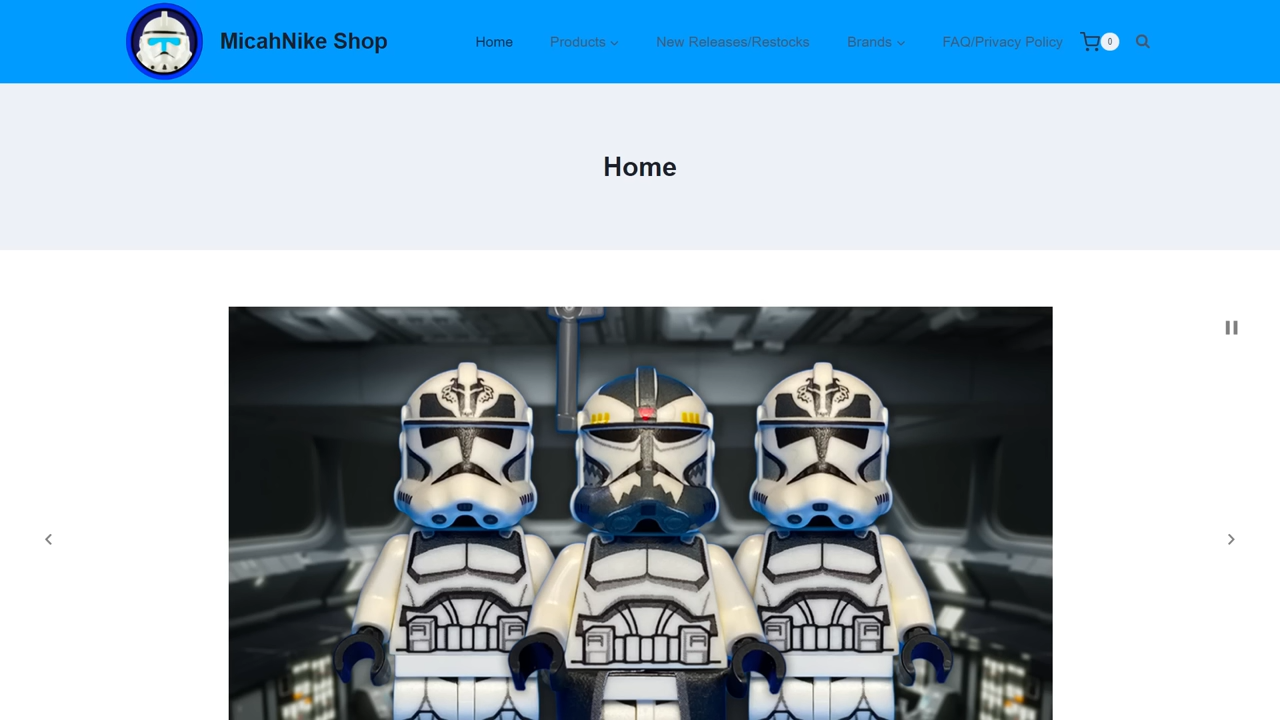 MicahNike Shop
Home
Products
New Releases/Restocks
Brands
FAQ/Privacy Policy
0
Home